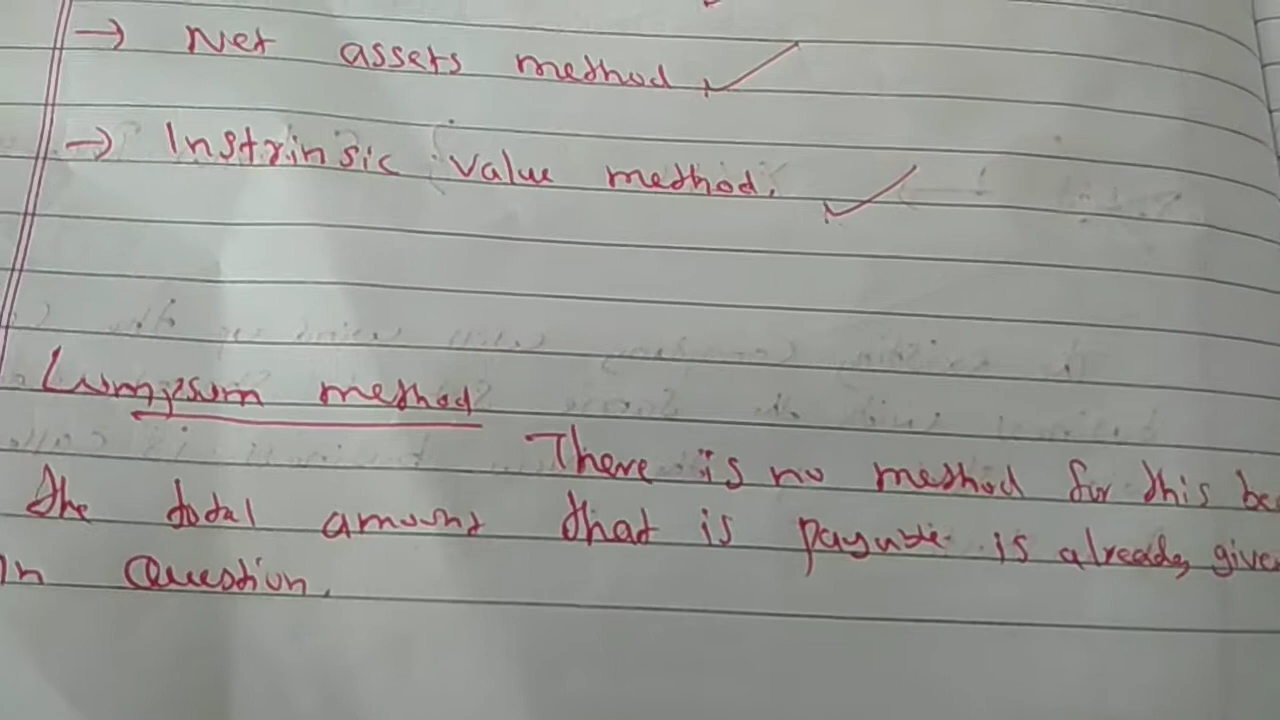 → Net assets method ✓
→ Instrinsic value method. ✓
Lumpsum method
There is no method for this
the total amount that is payable is already give
in Question.